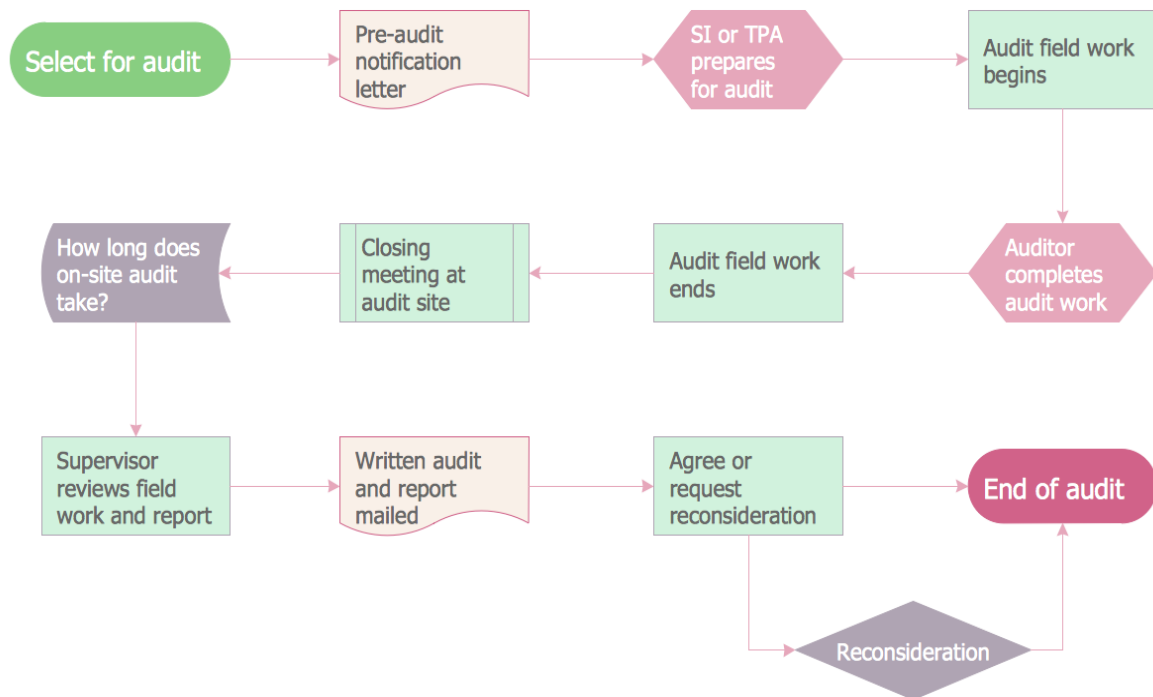 Select for audit
Pre-audit
notification
letter
SI or TPA
prepares
for audit
Audit field work
begins
How long does
on-site audit
take?
Closing
meeting at
audit site
Audit field work
ends
Auditor
completes
audit work
Supervisor
reviews field
work and report
Written audit
and report
mailed
Agree or
request
reconsideration
End of audit
Reconsideration